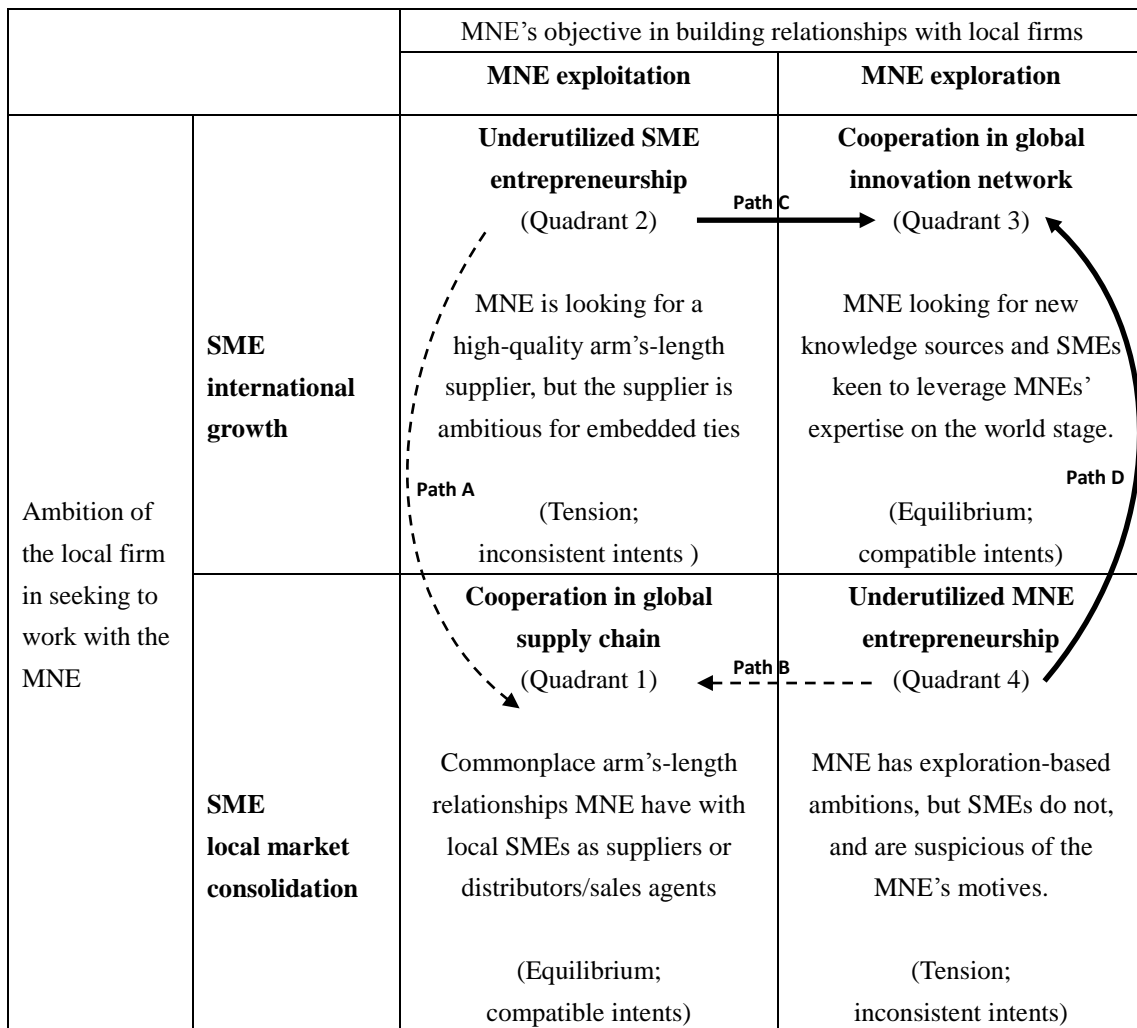 MNE's objective in building relationships with local firms
MNE exploitation
MNE exploration
Ambition of
the local firm
in seeking to
work with the
MNE
SME
international
growth
Underutilized SME
entrepreneurship
(Quadrant 2)
MNE is looking for a
high-quality arm's-length
supplier, but the supplier is
ambitious for embedded ties
(Tension;
inconsistent intents )
Path C
Cooperation in global
innovation network
(Quadrant 3)
MNE looking for new
knowledge sources and SMEs
keen to leverage MNEs'
expertise on the world stage.
(Equilibrium;
compatible intents)
Path A
Path D
SME
local market
consolidation
Cooperation in global
supply chain
(Quadrant 1)
Commonplace arm's-length
relationships MNE have with
local SMEs as suppliers or
distributors/sales agents
(Equilibrium;
compatible intents)
Path B
Underutilized MNE
entrepreneurship
(Quadrant 4)
MNE has exploration-based
ambitions, but SMEs do not,
and are suspicious of the
MNE's motives.
(Tension;
inconsistent intents)